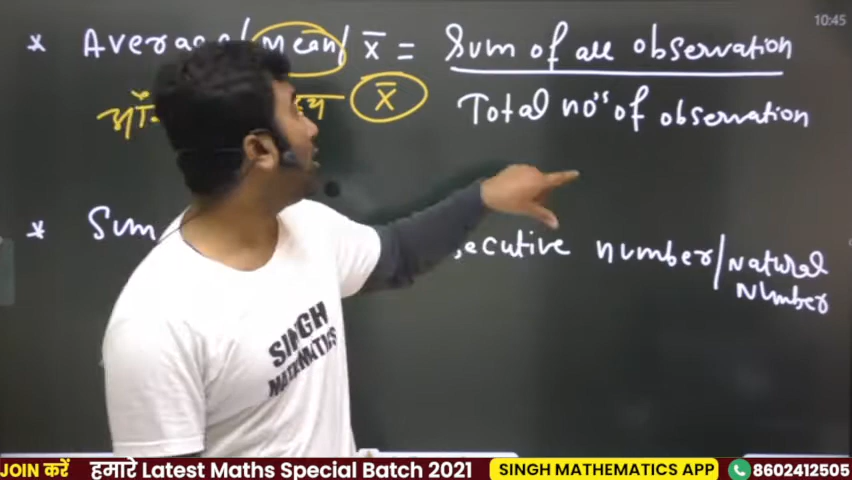 10:45
* Average/mean/ x̄ = Sum of all observation
x̄ Total no's of observation
* Sum number/Natural
Number
SINGH
MATHEMATICS
JOIN करें हमारे Latest Maths Special Batch 2021 SINGH MATHEMATICS APP 8602412505